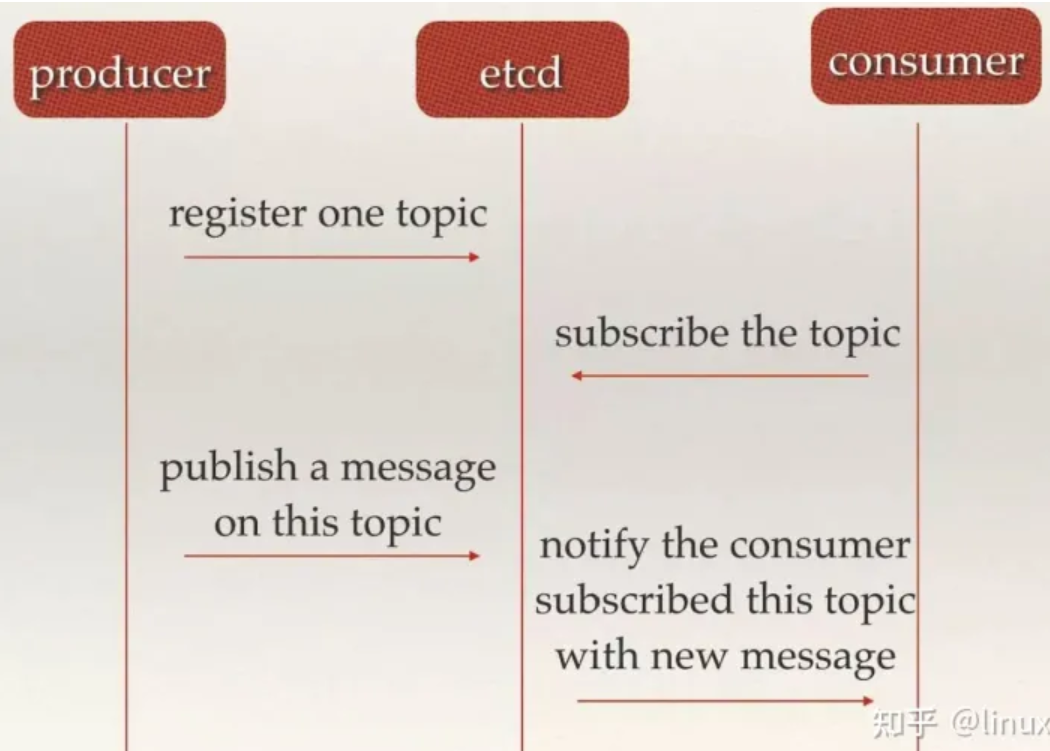 producer
etcd
consumer
register one topic
subscribe the topic
publish a message
on this topic
notify the consumer
subscribed this topic
with new message
知乎 @linux